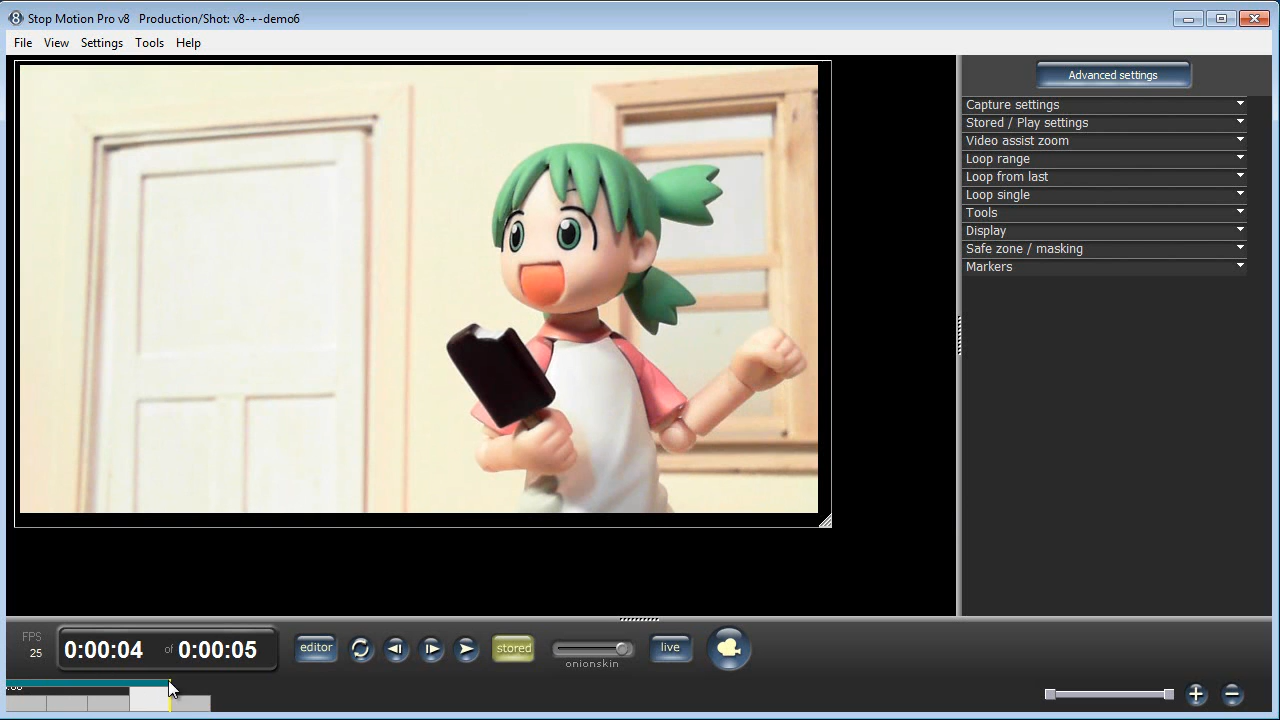 Stop Motion Pro v8 Production/Shot: v8-+-demo6
File View Settings Tools Help
Advanced settings
Capture settings
Stored / Play settings
Video assist zoom
Loop range
Loop from last
Loop single
Tools
Display
Safe zone / masking
Markers
FPS
25
0:00:04 of 0:00:05
editor
stored
onionskin
live